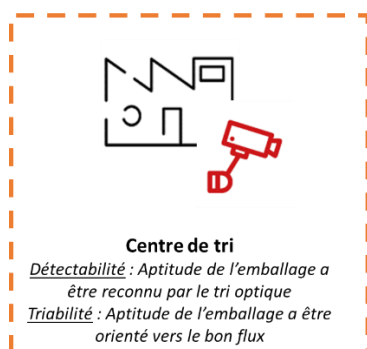 Centre de tri
Détectabilité : Aptitude de l'emballage a
être reconnu par le tri optique
Triabilité : Aptitude de l'emballage a être
orienté vers le bon flux